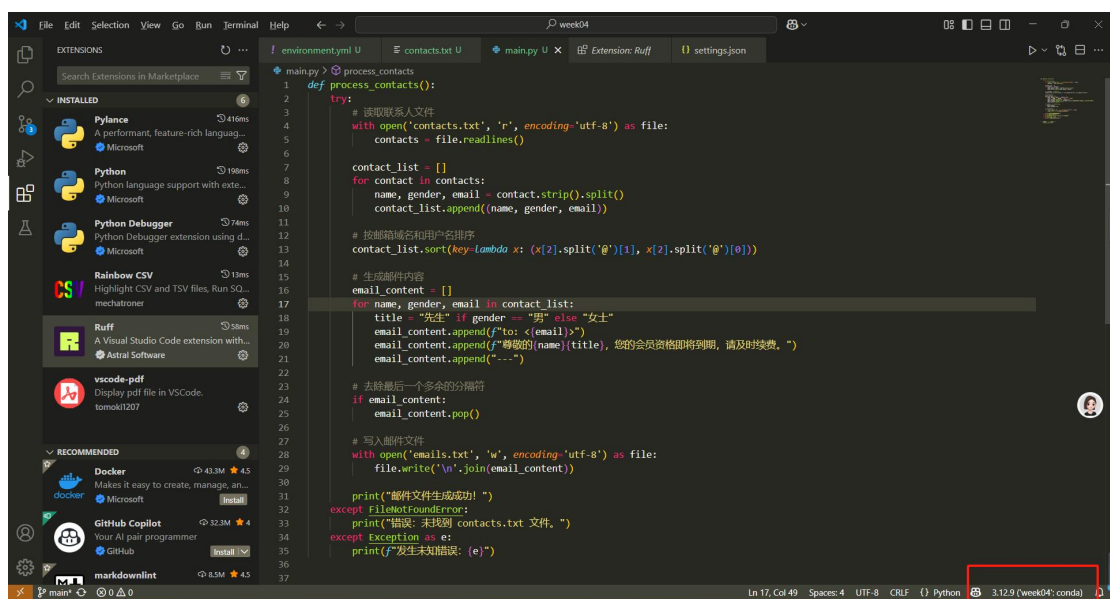 File Edit Selection View Go Run Terminal Help
week04
EXTENSIONS
Search Extensions in Marketplace
INSTALLED 6
Pylance 416ms
A performant, feature-rich languag...
Microsoft
Python 198ms
Python language support with exte...
Microsoft
Python Debugger 74ms
Python Debugger extension using d...
Microsoft
Rainbow CSV 13ms
Highlight CSV and TSV files, Run SQ...
mechatroner
Ruff 58ms
A Visual Studio Code extension with...
Astral Software
vscode-pdf
Display pdf file in VSCode.
tomoki1207
RECOMMENDED 4
Docker 43.3M 4.5
Makes it easy to create, manage, an...
Microsoft Install
GitHub Copilot 32.3M 4
Your AI pair programmer
GitHub Install
markdownlint 8.5M 4.5
environment.yml U contacts.txt U main.py U Extension: Ruff settings.json
main.py > process_contacts
1 def process_contacts():
2 try:
3 # 读取联系人文件
4 with open('contacts.txt', 'r', encoding='utf-8') as file:
5 contacts = file.readlines()
6
7 contact_list = []
8 for contact in contacts:
9 name, gender, email = contact.strip().split()
10 contact_list.append((name, gender, email))
11
12 # 按邮箱域名和用户名排序
13 contact_list.sort(key=lambda x: (x[2].split('@')[1], x[2].split('@')[0]))
14
15 # 生成邮件内容
16 email_content = []
17 for name, gender, email in contact_list:
18 title = "先生" if gender == "男" else "女士"
19 email_content.append(f"to: <{email}>")
20 email_content.append(f"尊敬的{name}{title}, 您的会员资格即将到期, 请及时续费。")
21 email_content.append("---")
22
23 # 去除最后一个多余的分隔符
24 if email_content:
25 email_content.pop()
26
27 # 写入邮件文件
28 with open('emails.txt', 'w', encoding='utf-8') as file:
29 file.write('\n'.join(email_content))
30
31 print("邮件文件生成成功! ")
32 except FileNotFoundError:
33 print("错误: 未找到 contacts.txt 文件。")
34 except Exception as e:
35 print(f"发生未知错误: {e}")
36
37
main* 0 0 Ln 17, Col 49 Spaces: 4 UTF-8 CRLF {} Python 3.12.9 ('week04': conda)